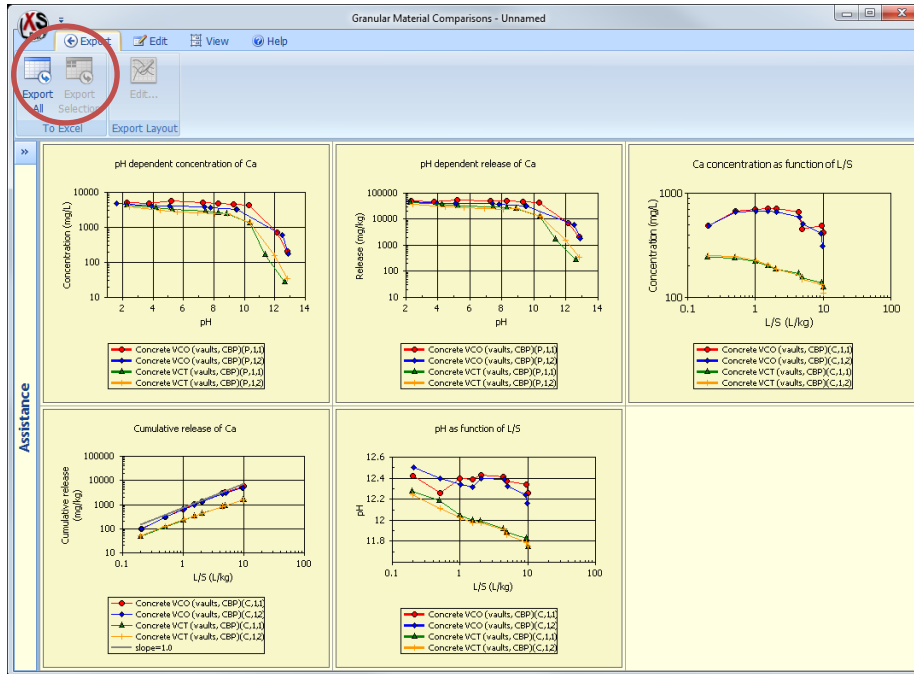 Granular Material Comparisons - Unnamed
Export Edit View Help
Export All
Export Selection
Edit...
To Excel
Export Layout
»
Assistance
pH dependent concentration of Ca
Concentration (mg/L)
10000
1000
100
10
2 4 6 8 10 12 14
pH
Concrete VCO (vaults, CBP)(P,1,1)
Concrete VCO (vaults, CBP)(P,1,2)
Concrete VCT (vaults, CBP)(P,1,1)
Concrete VCT (vaults, CBP)(P,1,2)
pH dependent release of Ca
Release (mg/kg)
100000
10000
1000
100
10
2 4 6 8 10 12 14
pH
Concrete VCO (vaults, CBP)(P,1,1)
Concrete VCO (vaults, CBP)(P,1,2)
Concrete VCT (vaults, CBP)(P,1,1)
Concrete VCT (vaults, CBP)(P,1,2)
Ca concentration as function of L/S
Concentration (mg/L)
1000
100
0.1 1 10 100
L/S (L/kg)
Concrete VCO (vaults, CBP)(C,1,1)
Concrete VCO (vaults, CBP)(C,1,2)
Concrete VCT (vaults, CBP)(C,1,1)
Concrete VCT (vaults, CBP)(C,1,2)
Cumulative release of Ca
Cumulative release
(mg/kg)
100000
10000
1000
100
10
0.1 1 10 100
L/S (L/kg)
Concrete VCO (vaults, CBP)(C,1,1)
Concrete VCO (vaults, CBP)(C,1,2)
Concrete VCT (vaults, CBP)(C,1,1)
Concrete VCT (vaults, CBP)(C,1,2)
slope=1.0
pH as function of L/S
pH
12.6
12.4
12.2
12
11.8
0.1 1 10 100
L/S (L/kg)
Concrete VCO (vaults, CBP)(C,1,1)
Concrete VCO (vaults, CBP)(C,1,2)
Concrete VCT (vaults, CBP)(C,1,1)
Concrete VCT (vaults, CBP)(C,1,2)